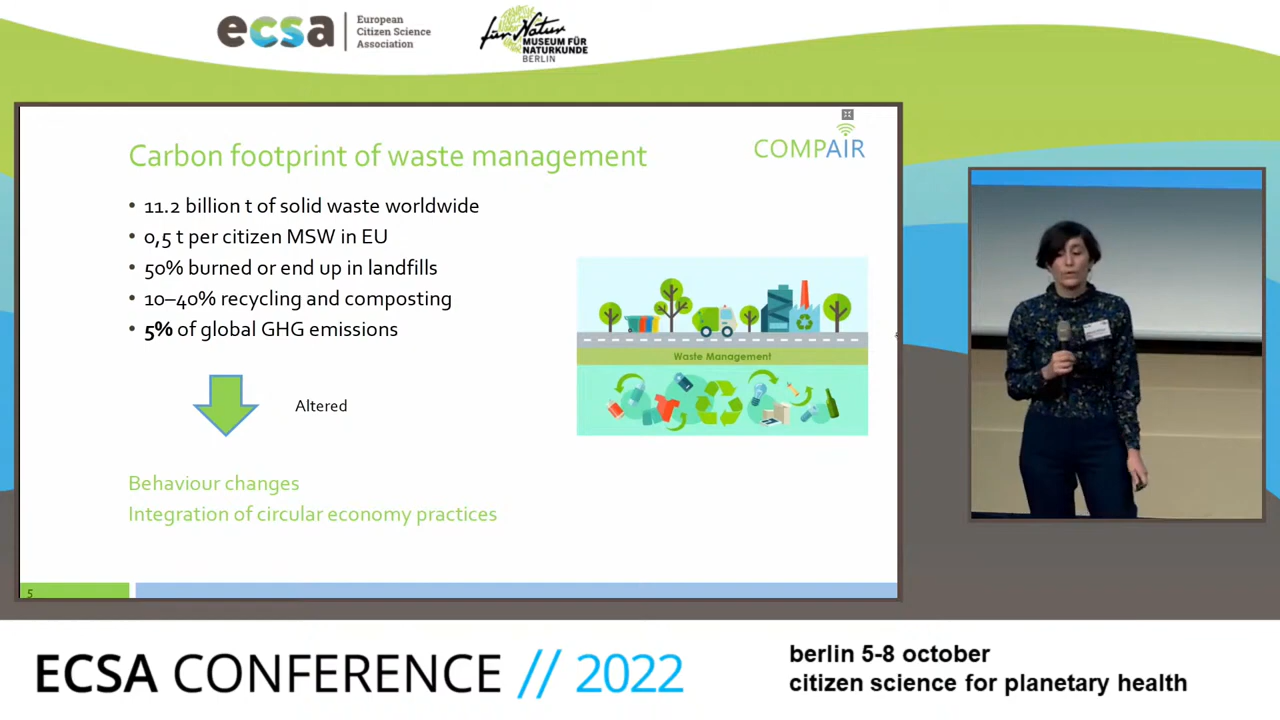 ecsa
European
Citizen Science
Association
für Natur
MUSEUM FÜR
NATURKUNDE
BERLIN
COMPAIR
Carbon footprint of waste management
• 11.2 billion t of solid waste worldwide
• 0,5 t per citizen MSW in EU
• 50% burned or end up in landfills
• 10–40% recycling and composting
• 5% of global GHG emissions
Waste Management
Altered
Behaviour changes
Integration of circular economy practices
5
ECSA CONFERENCE // 2022
berlin 5-8 october
citizen science for planetary health